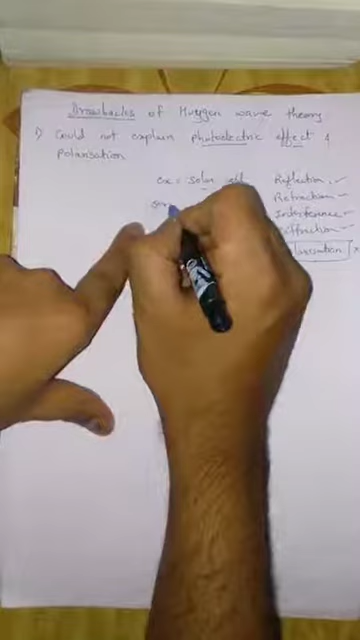 Drawbacks of Huygen wave theory
1) Could not explain photoelectric effect &
Polarisation
ex = solar cell
Reflection ✓
Refraction ✓
Interference ✓
Diffraction ✓